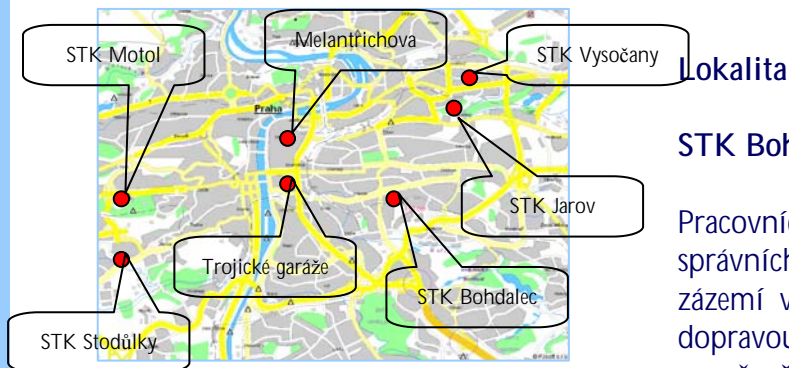 STK Motol
Melantrichova
STK Vysočany
Praha
STK Jarov
Trojické garáže
STK Bohdalec
STK Stodůlky
Lokalita
STK Boh
Pracovníc
správních
zázemí v
dopravou